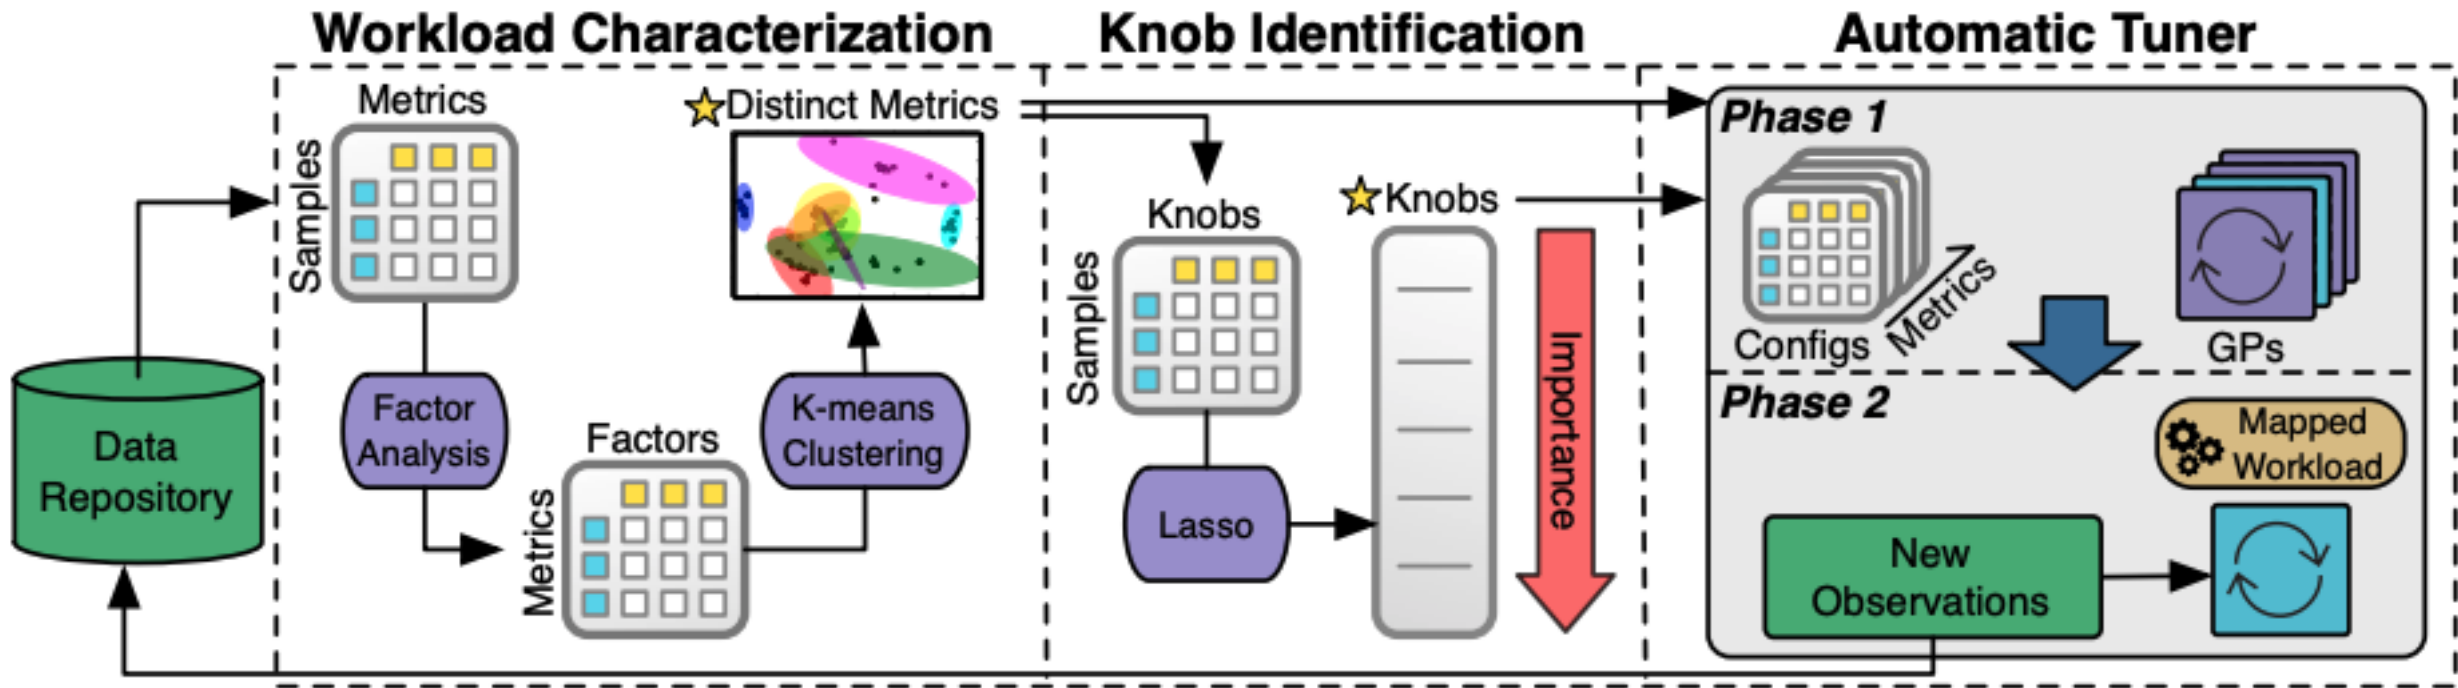 Workload Characterization
Knob Identification
Automatic Tuner
Metrics
Samples
Distinct Metrics
Factor
Analysis
Factors
Metrics
K-means
Clustering
Data
Repository
Knobs
Samples
Lasso
Knobs
Importance
Phase 1
Configs
Metrics
GPs
Phase 2
Mapped
Workload
New
Observations